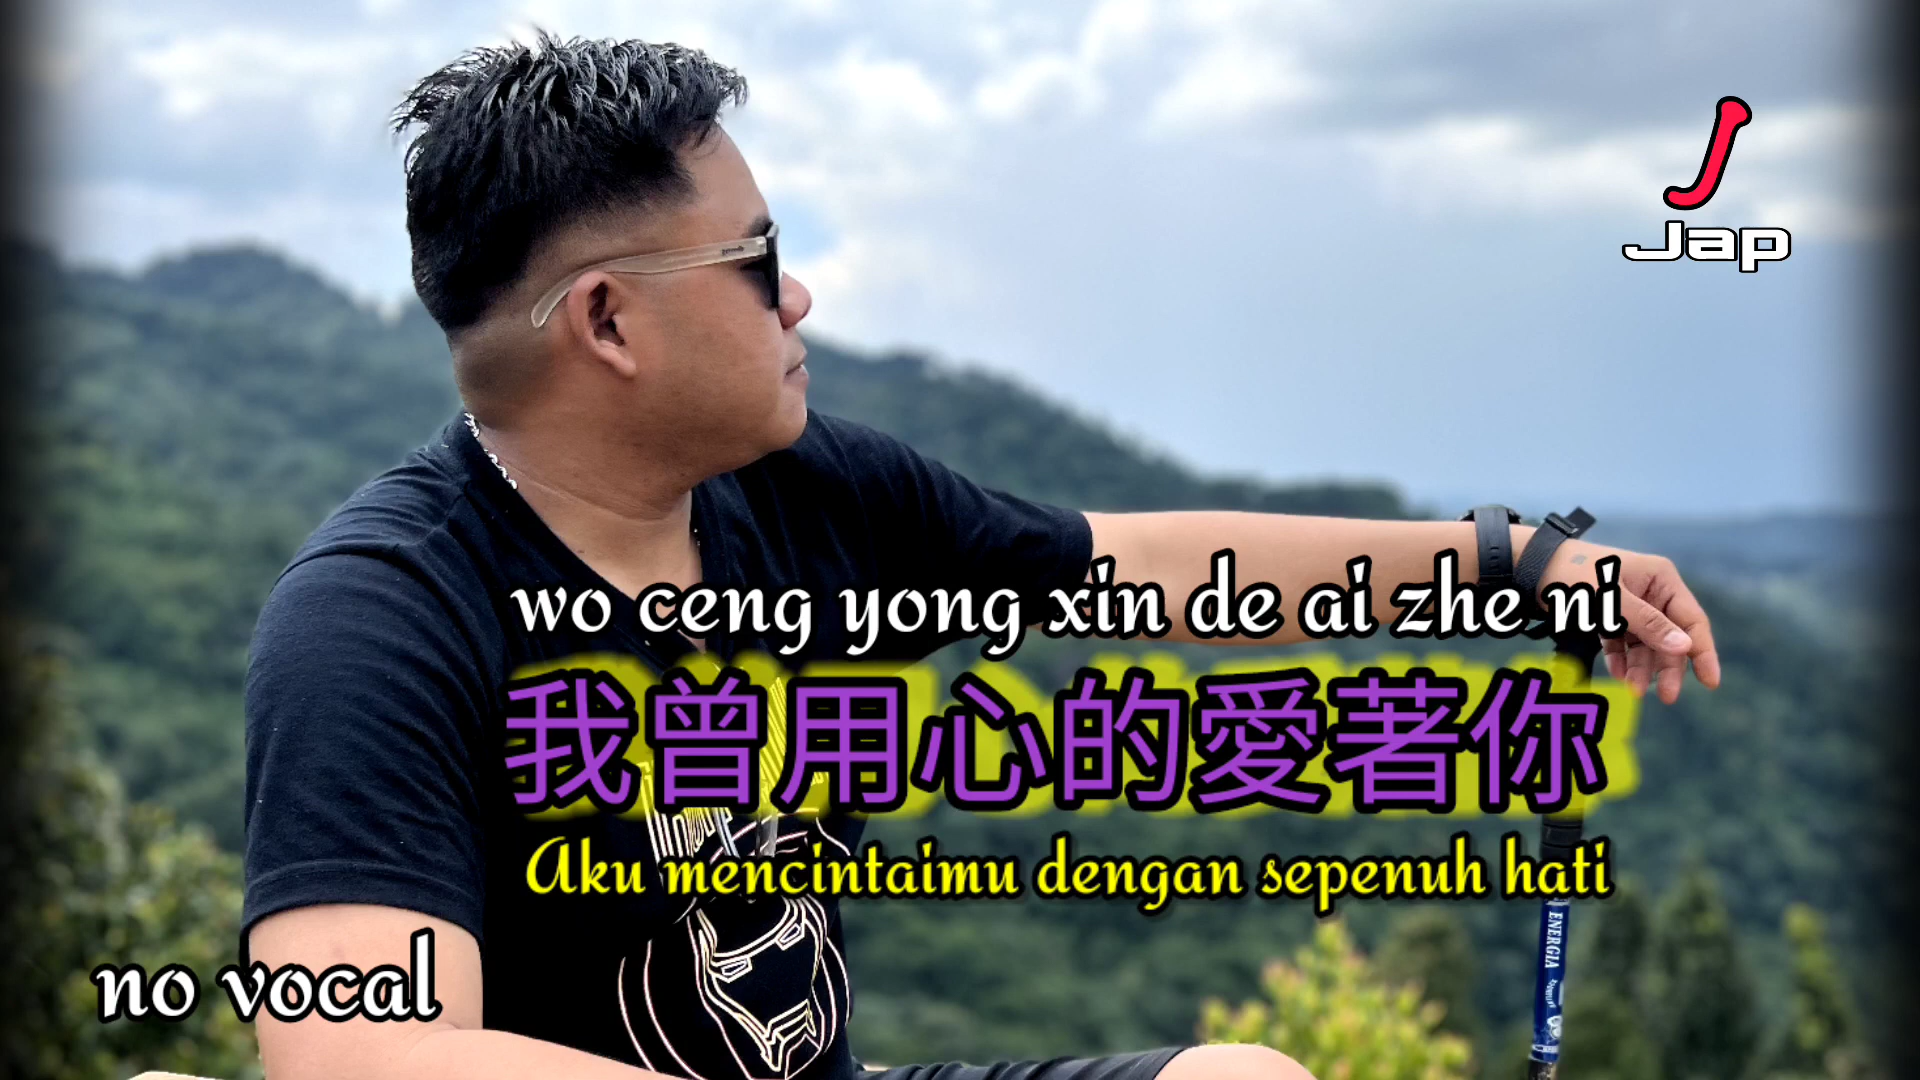 J
Jap
wo ceng yong xin de ai zhe ni
我曾用心的愛著你
Aku mencintaimu dengan sepenuh hati
no vocal
ENERGIA